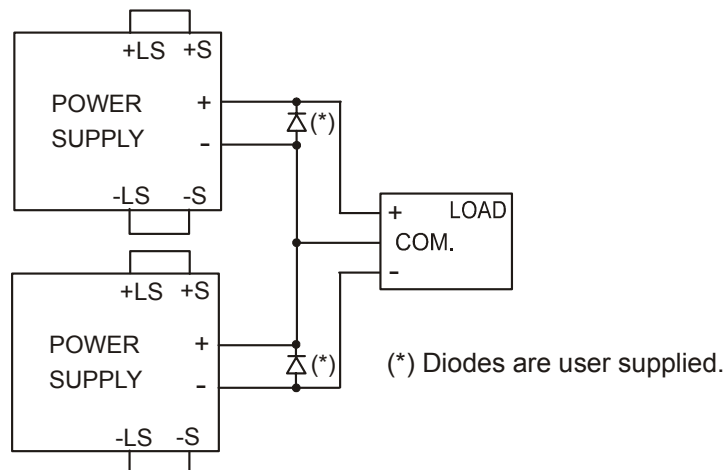 +LS +S
POWER +
SUPPLY -
(*)
-LS -S
+ LOAD
COM.
-
+LS +S
POWER +
SUPPLY -
(*)
(*) Diodes are user supplied.
-LS -S